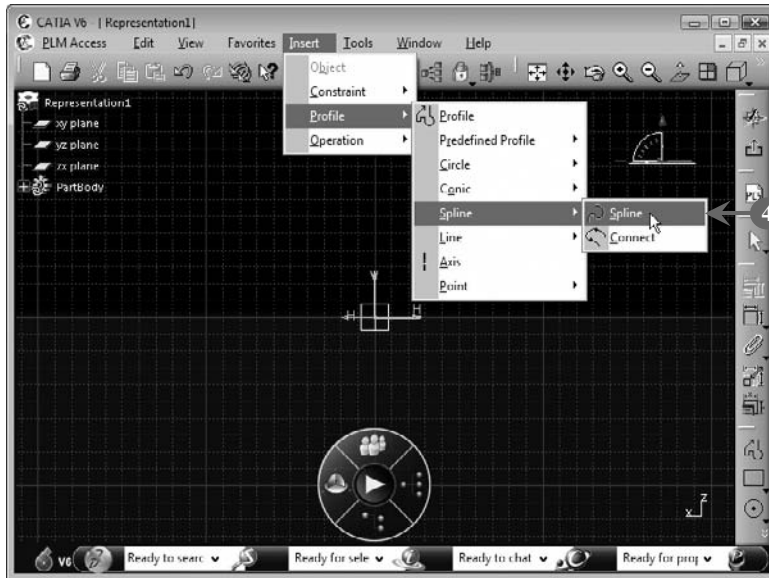 CATIA V6 - [Representation1]
PLM Access Edit View Favorites Insert Tools Window Help
Object
Constraint
Profile
Operation
Profile
Predefined Profile
Circle
Conic
Spline
Line
Axis
Point
Spline
Connect
4
Representation1
xy plane
yz plane
zx plane
PartBody
V
H
H
z
x
V6
Ready to searc
Ready for sele
Ready to chat
Ready for prop